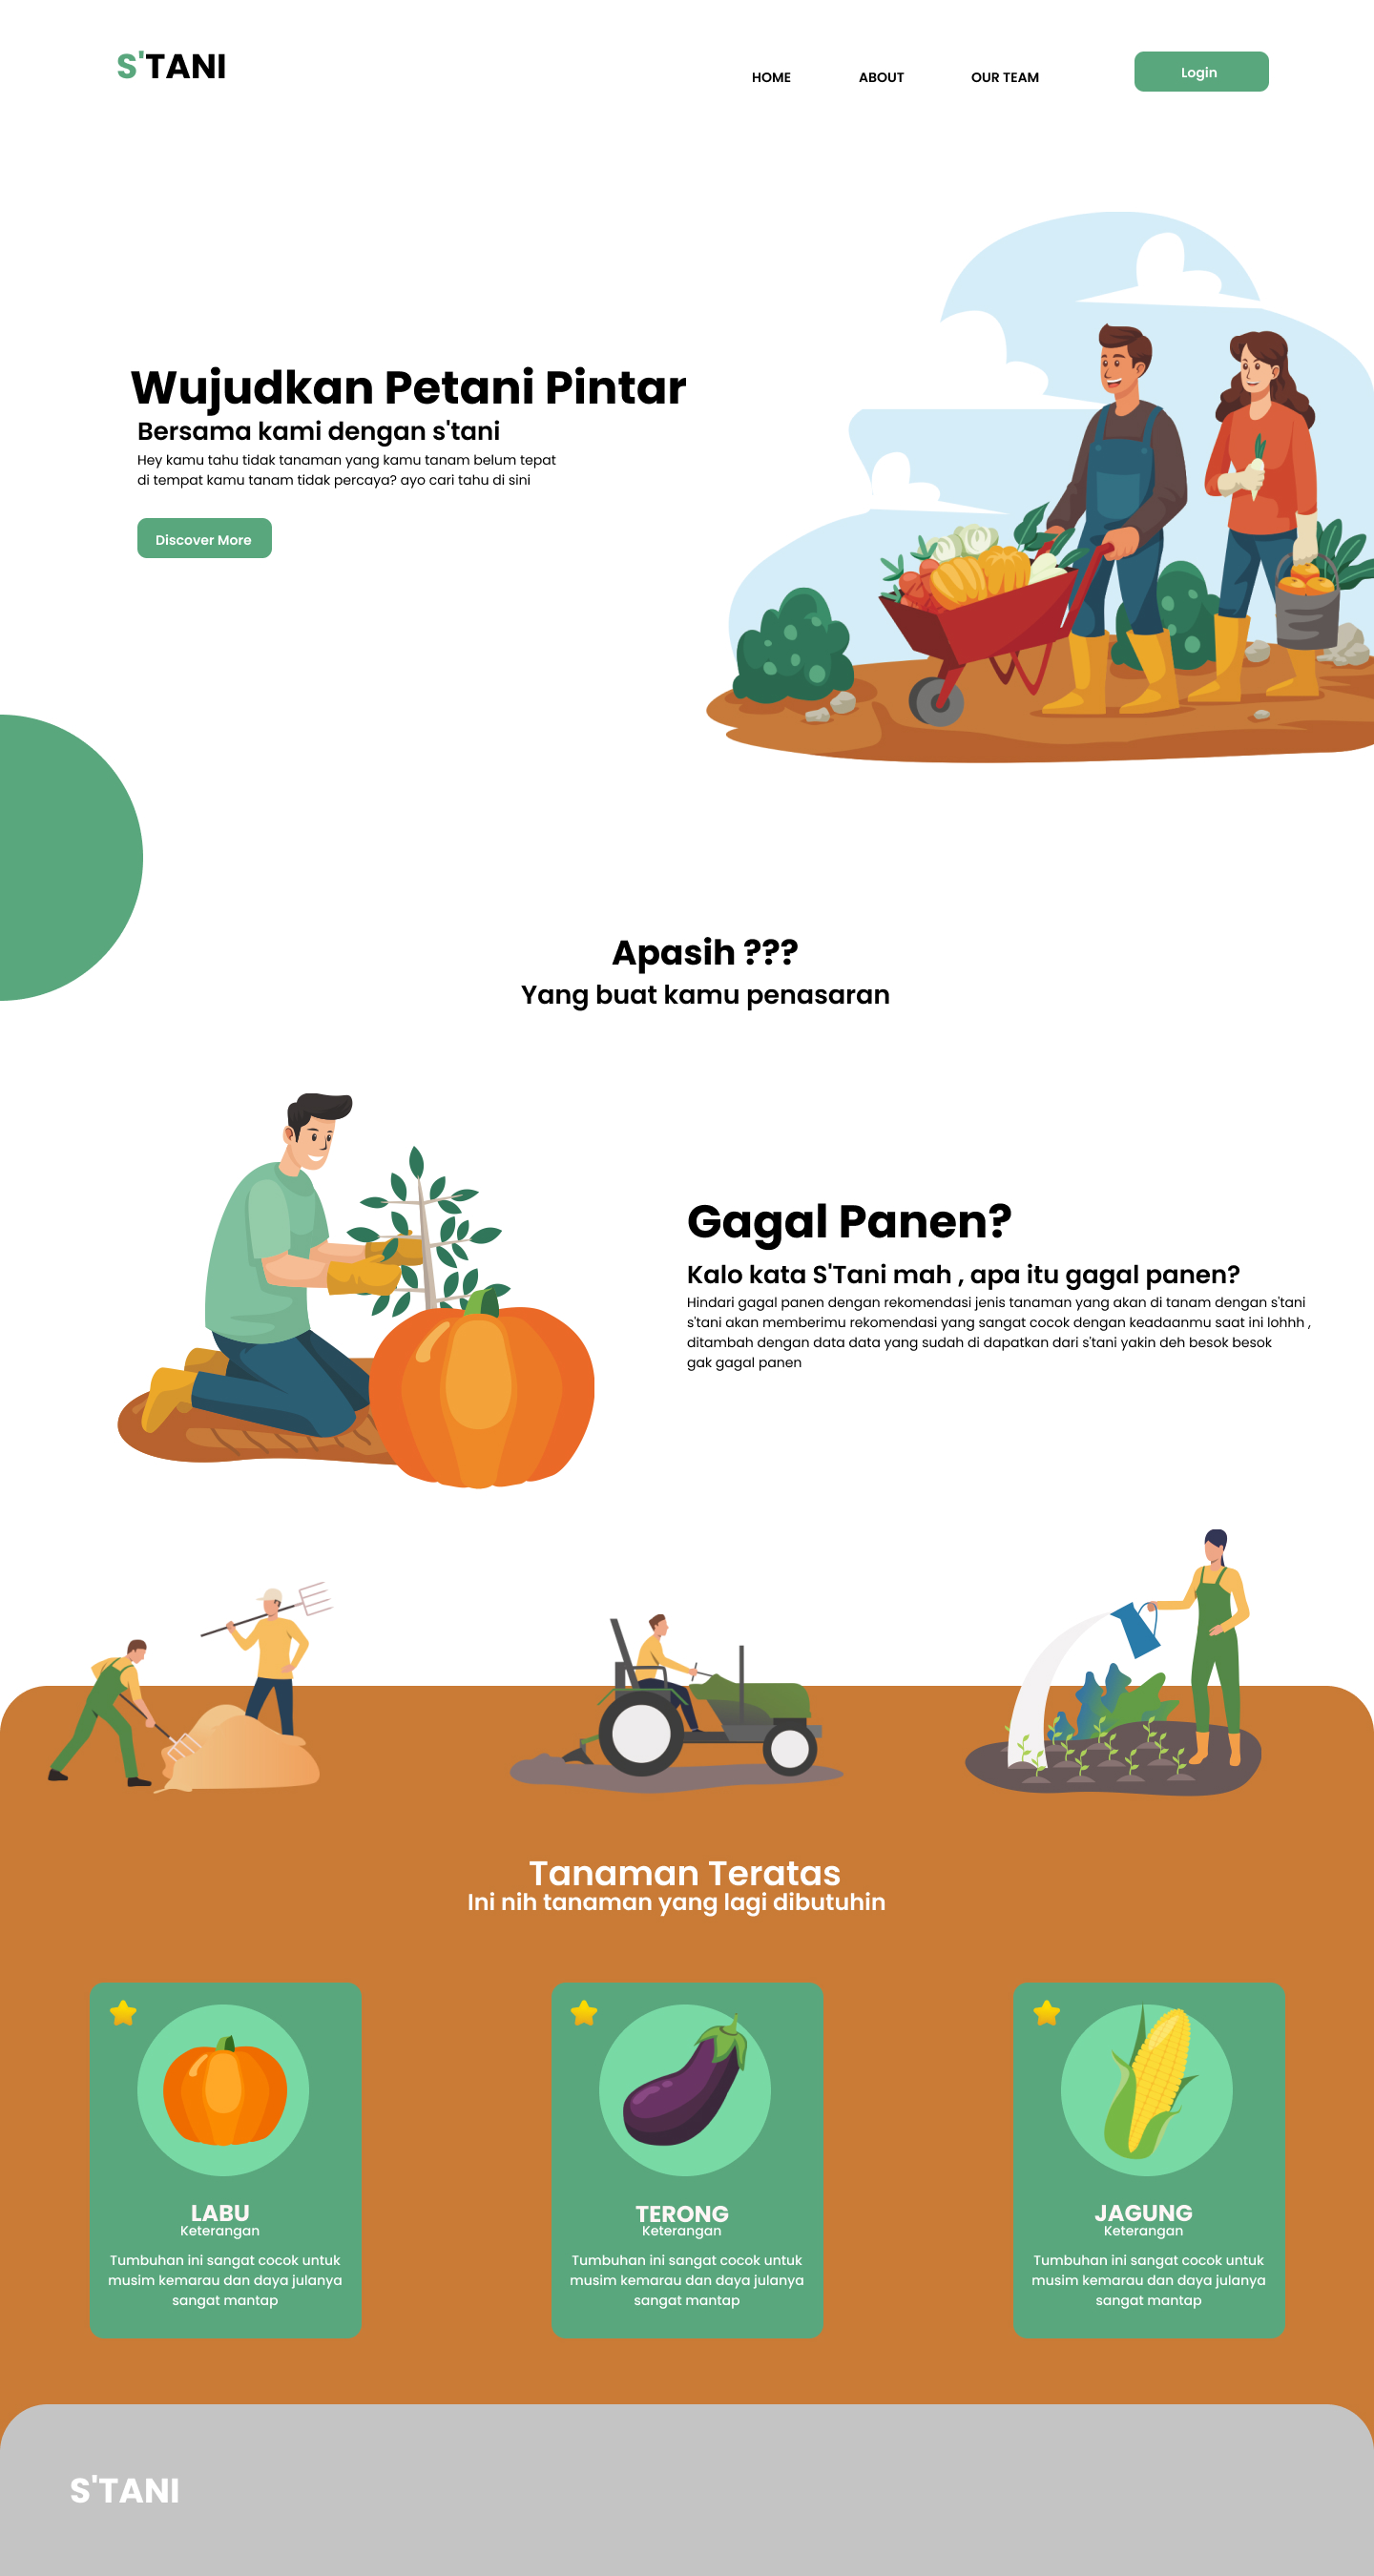 S'TANI
HOME
ABOUT
OUR TEAM
Login
Wujudkan Petani Pintar
Bersama kami dengan s'tani
Hey kamu tahu tidak tanaman yang kamu tanam belum tepat
di tempat kamu tanam tidak percaya? ayo cari tahu di sini
Discover More
Apasih ???
Yang buat kamu penasaran
Gagal Panen?
Kalo kata S'Tani mah , apa itu gagal panen?
Hindari gagal panen dengan rekomendasi jenis tanaman yang akan di tanam dengan s'tani
s'tani akan memberimu rekomendasi yang sangat cocok dengan keadaanmu saat ini lohhh ,
ditambah dengan data data yang sudah di dapatkan dari s'tani yakin deh besok besok
gak gagal panen
Tanaman Teratas
Ini nih tanaman yang lagi dibutuhin
LABU
Keterangan
Tumbuhan ini sangat cocok untuk
musim kemarau dan daya julanya
sangat mantap
TERONG
Keterangan
Tumbuhan ini sangat cocok untuk
musim kemarau dan daya julanya
sangat mantap
JAGUNG
Keterangan
Tumbuhan ini sangat cocok untuk
musim kemarau dan daya julanya
sangat mantap
S'TANI